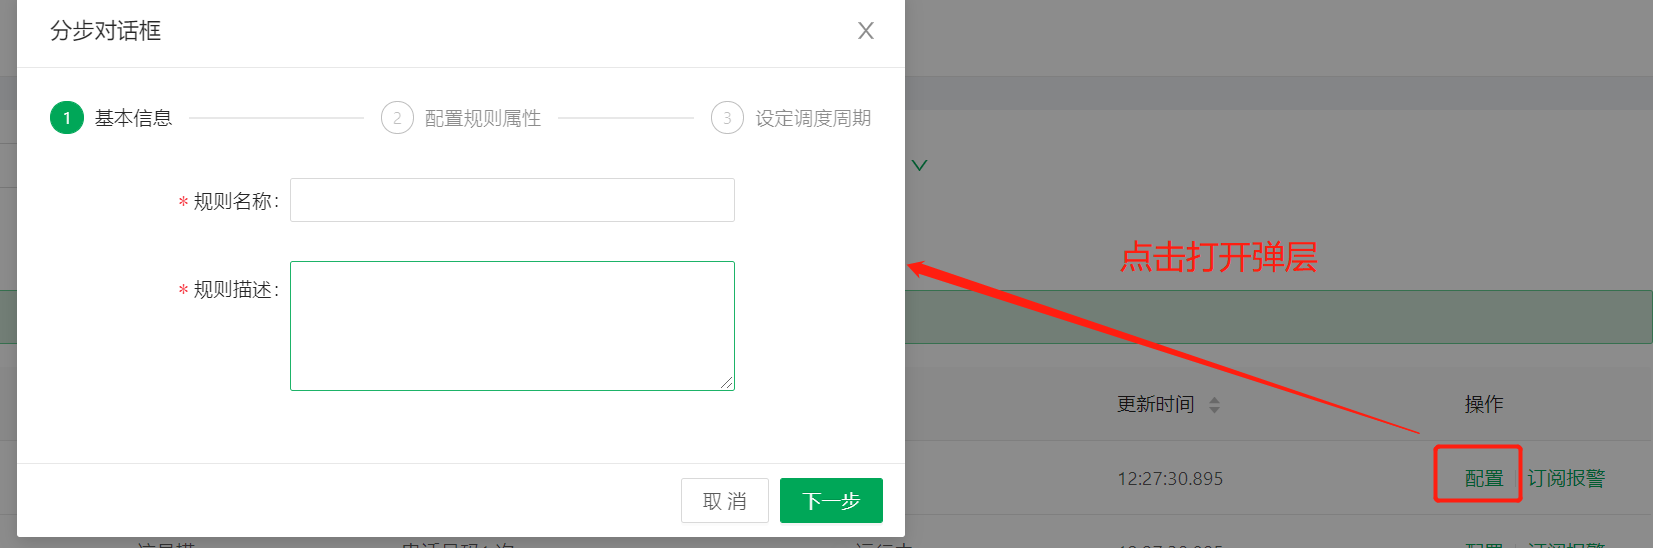 分步对话框
X
1 基本信息
2 配置规则属性
3 设定调度周期
* 规则名称:
* 规则描述:
点击打开弹层
更新时间
操作
12:27:30.895
配置
订阅报警
取 消
下一步